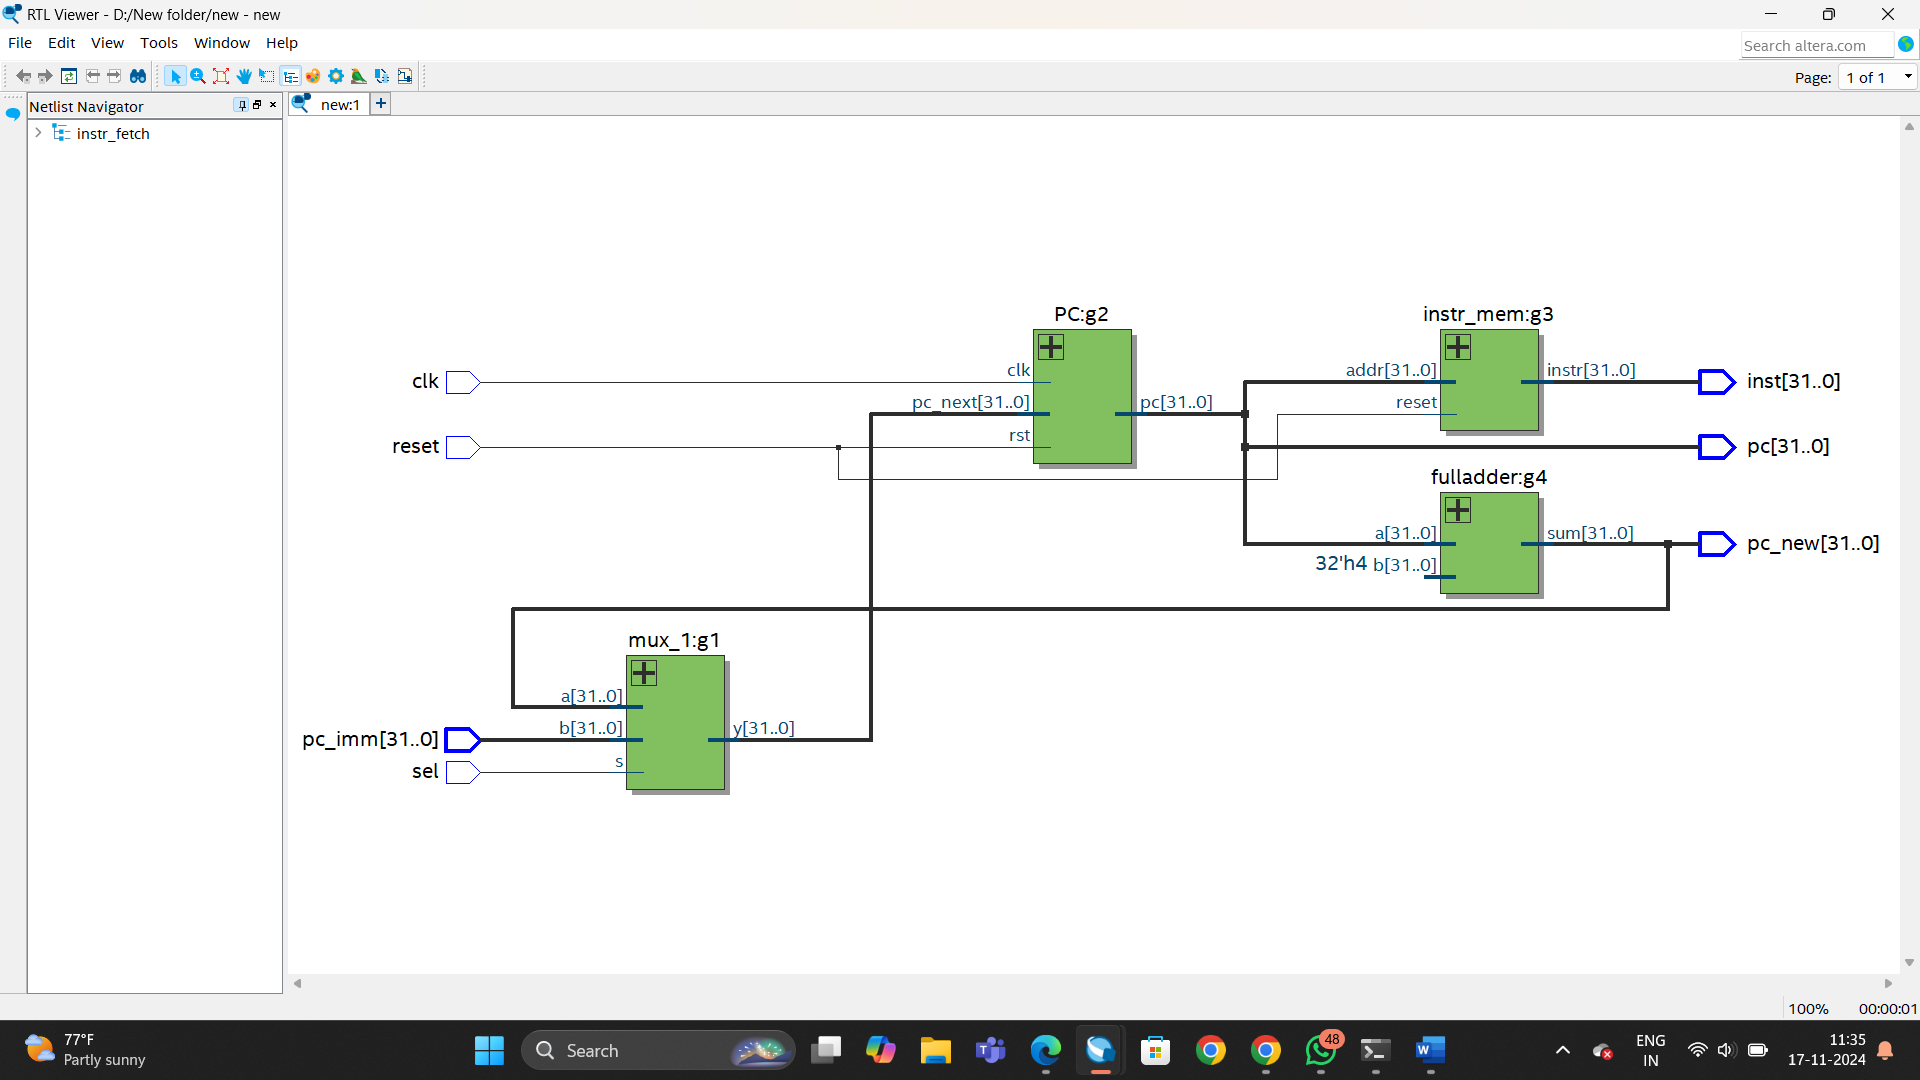 RTL Viewer - D:/New folder/new - new
File Edit View Tools Window Help
Search altera.com
Page: 1 of 1
Netlist Navigator
new:1
instr_fetch
PC:g2
instr_mem:g3
clk
clk
addr[31..0]
instr[31..0]
inst[31..0]
pc_next[31..0]
pc[31..0]
reset
reset
rst
pc[31..0]
fulladder:g4
a[31..0]
sum[31..0]
pc_new[31..0]
32'h4 b[31..0]
mux_1:g1
a[31..0]
pc_imm[31..0]
b[31..0]
y[31..0]
sel
s
100% 00:00:01
77°F
Partly sunny
Search
48
ENG
IN
11:35
17-11-2024